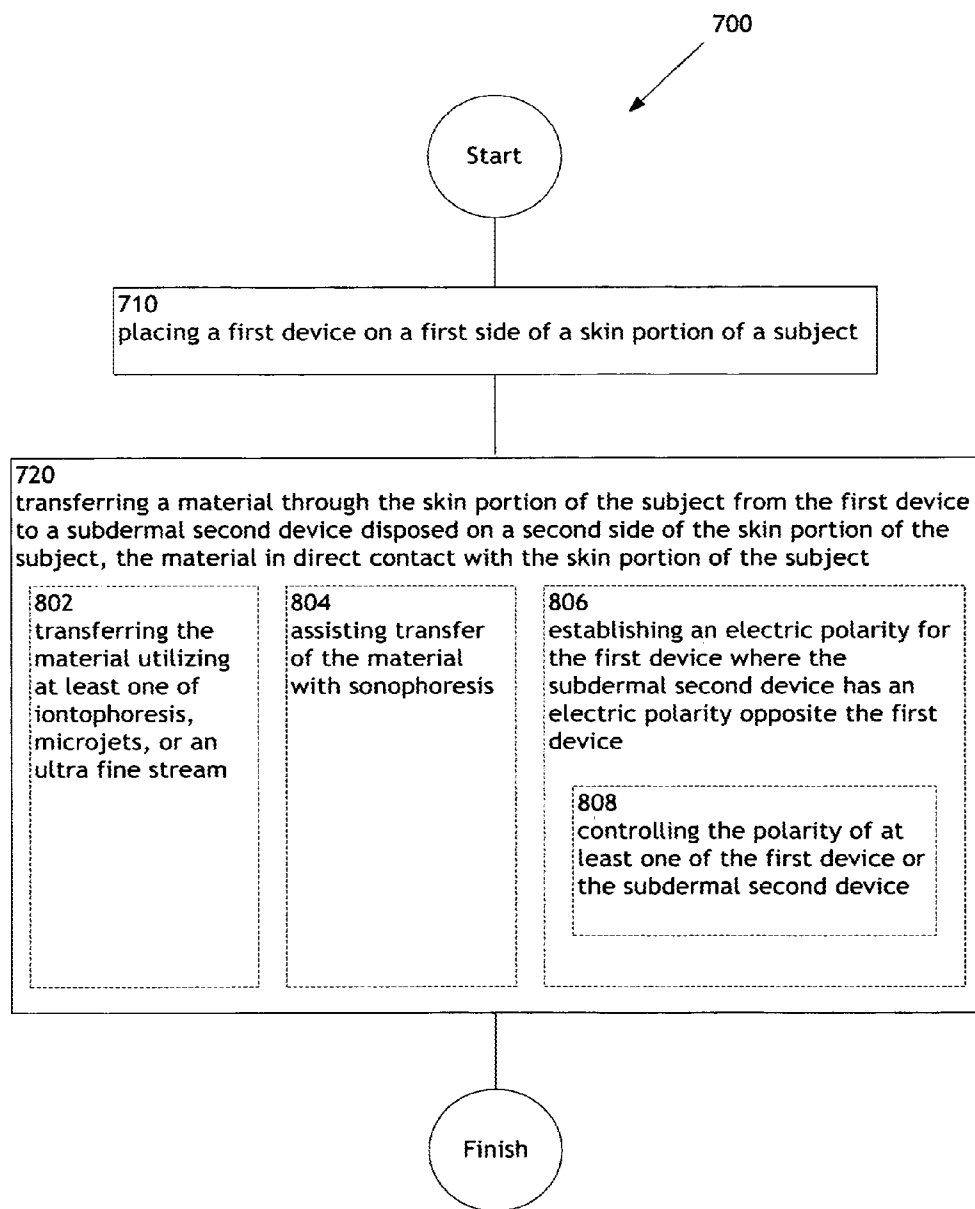 700
Start
710
placing a first device on a first side of a skin portion of a subject
720
transferring a material through the skin portion of the subject from the first device
to a subdermal second device disposed on a second side of the skin portion of the
subject, the material in direct contact with the skin portion of the subject
802
transferring the
material utilizing
at least one of
iontophoresis,
microjets, or an
ultra fine stream
804
assisting transfer
of the material
with sonophoresis
806
establishing an electric polarity for
the first device where the
subdermal second device has an
electric polarity opposite the first
device
808
controlling the polarity of at
least one of the first device or
the subdermal second device
Finish